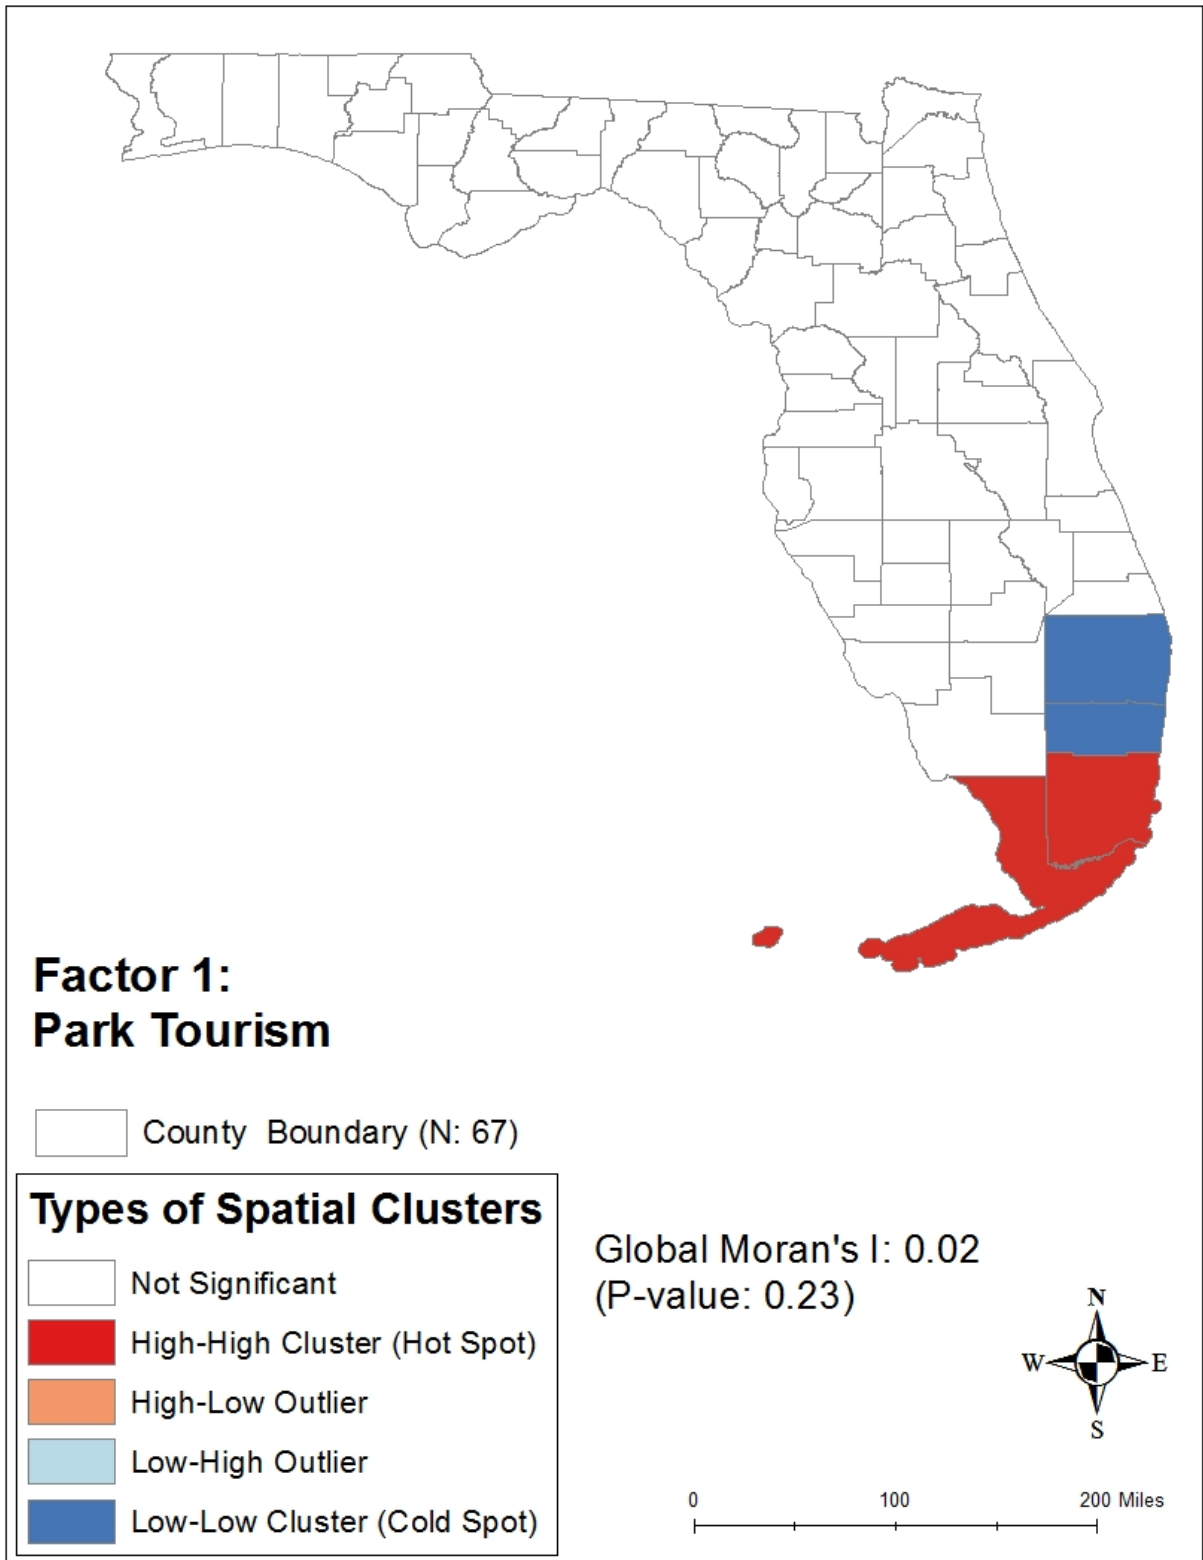 Factor 1:
Park Tourism
County Boundary (N: 67)
Types of Spatial Clusters
Not Significant
High-High Cluster (Hot Spot)
High-Low Outlier
Low-High Outlier
Low-Low Cluster (Cold Spot)
Global Moran's I: 0.02
(P-value: 0.23)
N
W E
S
0 100 200 Miles